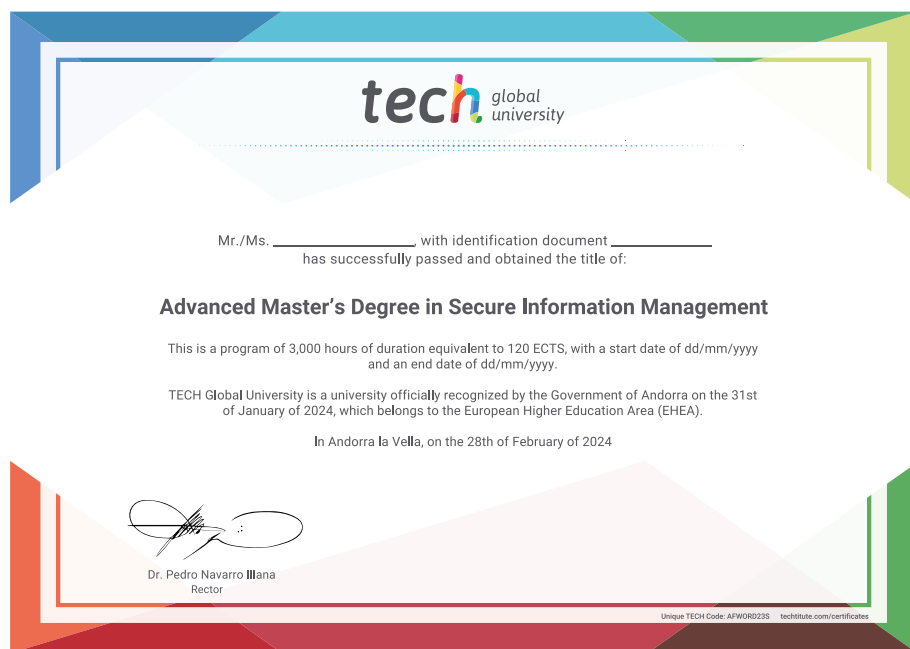 tech global university
Mr./Ms. ____________________, with identification document ______________
has successfully passed and obtained the title of:
Advanced Master’s Degree in Secure Information Management
This is a program of 3,000 hours of duration equivalent to 120 ECTS, with a start date of dd/mm/yyyy
and an end date of dd/mm/yyyy.
TECH Global University is a university officially recognized by the Government of Andorra on the 31st
of January of 2024, which belongs to the European Higher Education Area (EHEA).
In Andorra la Vella, on the 28th of February of 2024
Dr. Pedro Navarro Illana
Rector
Unique TECH Code: AFWORD23S techtitute.com/certificates